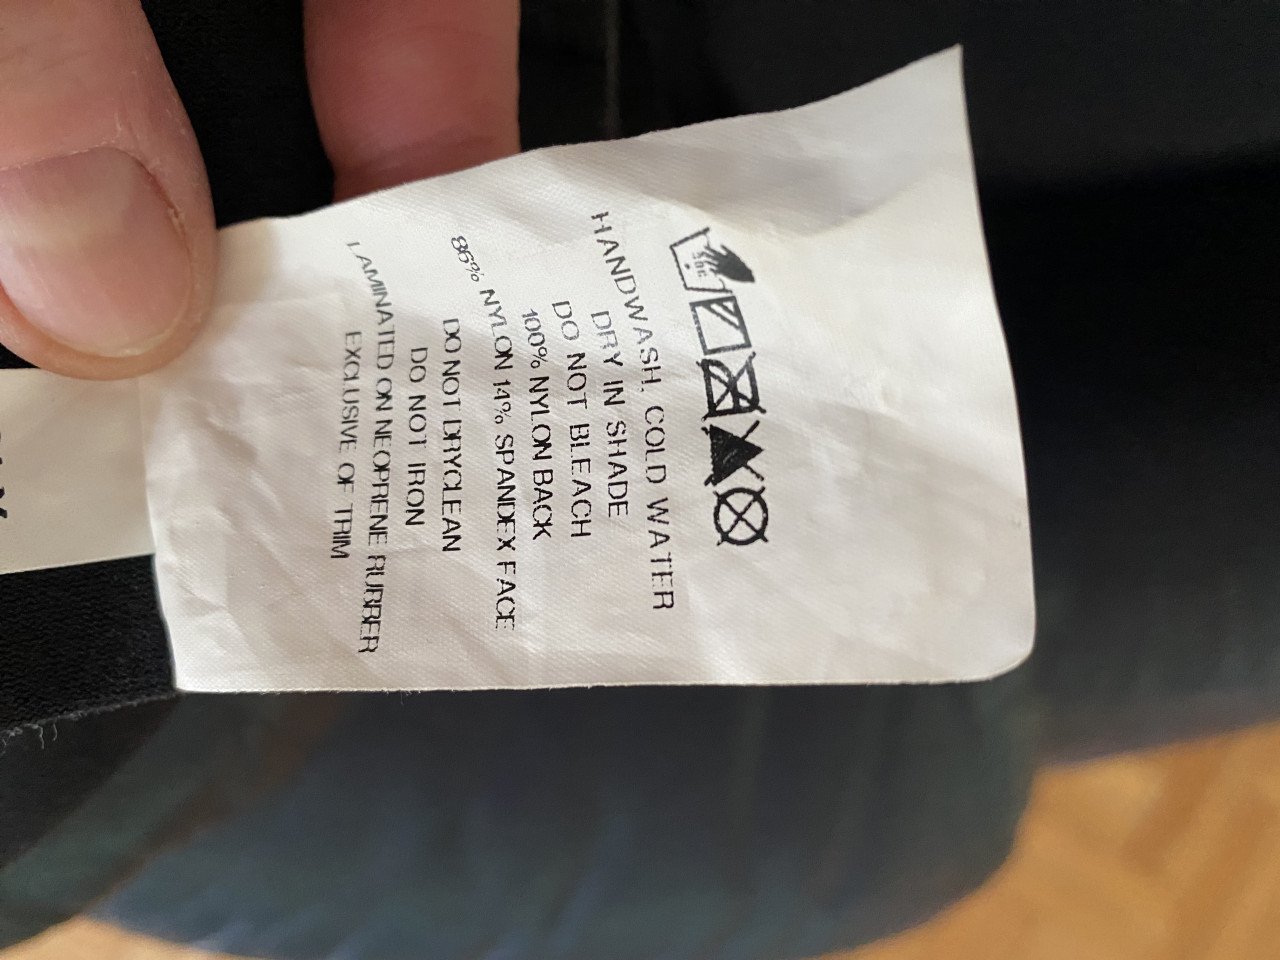 HANDWASH, COLD WATER
DRY IN SHADE
DO NOT BLEACH
100% NYLON BACK
86% NYLON 14% SPANDEX FACE
DO NOT DRYCLEAN
DO NOT IRON
LAMINATED ON NEOPRENE RUBBER
EXCLUSIVE OF TRIM